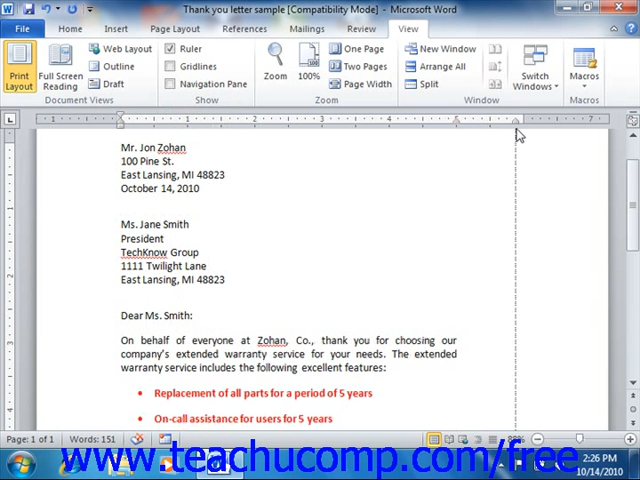 Thank you letter sample [Compatibility Mode] - Microsoft Word
File Home Insert Page Layout References Mailings Review View
Print Layout
Full Screen Reading
Web Layout
Outline
Draft
Document Views
Ruler
Gridlines
Navigation Pane
Show
Zoom
100%
One Page
Two Pages
Page Width
Zoom
New Window
Arrange All
Split
Switch Windows
Window
Macros
Macros
Mr. Jon Zohan
100 Pine St.
East Lansing, MI 48823
October 14, 2010
Ms. Jane Smith
President
TechKnow Group
1111 Twilight Lane
East Lansing, MI 48823
Dear Ms. Smith:
On behalf of everyone at Zohan, Co., thank you for choosing our
company's extended warranty service for your needs. The extended
warranty service includes the following excellent features:
• Replacement of all parts for a period of 5 years
• On-call assistance for users for 5 years
Page: 1 of 1 Words: 151
www.teachucomp.com/free
2:26 PM
10/14/2010